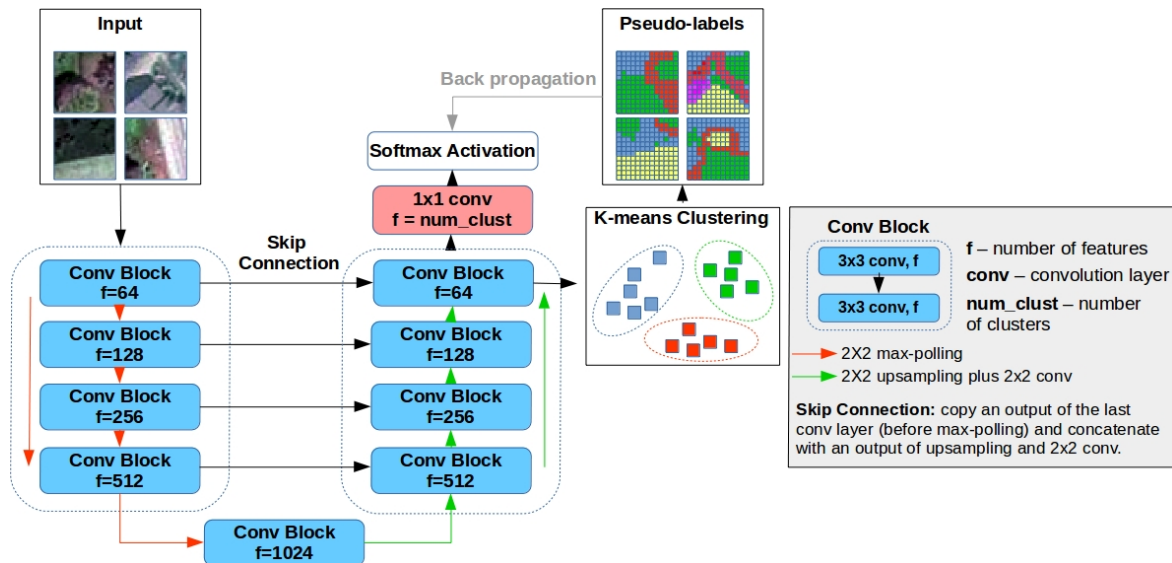 Input
Pseudo-labels
Back propagation
Softmax Activation
1x1 conv
f = num_clust
K-means Clustering
Skip
Connection
Conv Block
f=64
Conv Block
f=128
Conv Block
f=256
Conv Block
f=512
Conv Block
f=1024
Conv Block
f=64
Conv Block
f=128
Conv Block
f=256
Conv Block
f=512
Conv Block
3x3 conv, f
3x3 conv, f
f – number of features
conv – convolution layer
num_clust – number
of clusters
2X2 max-polling
2X2 upsampling plus 2x2 conv
Skip Connection: copy an output of the last
conv layer (before max-polling) and concatenate
with an output of upsampling and 2x2 conv.